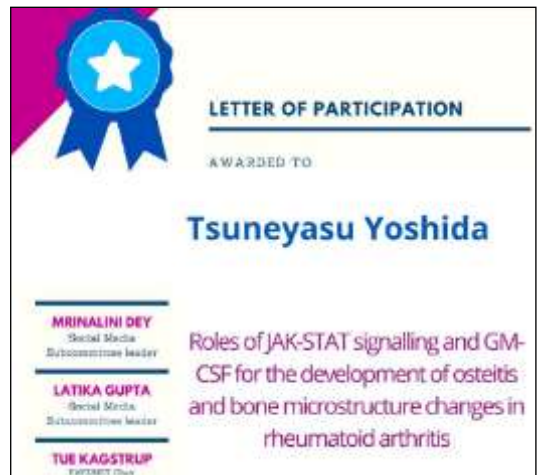 LETTER OF PARTICIPATION
AWARDED TO
Tsuneyasu Yoshida
MRINALINI DEY
Social Media
Subcommittee leader
LATIKA GUPTA
Social Media
Subcommittee leader
TUE KAGSTRUP
Roles of JAK-STAT signalling and GM-
CSF for the development of osteitis
and bone microstructure changes in
rheumatoid arthritis